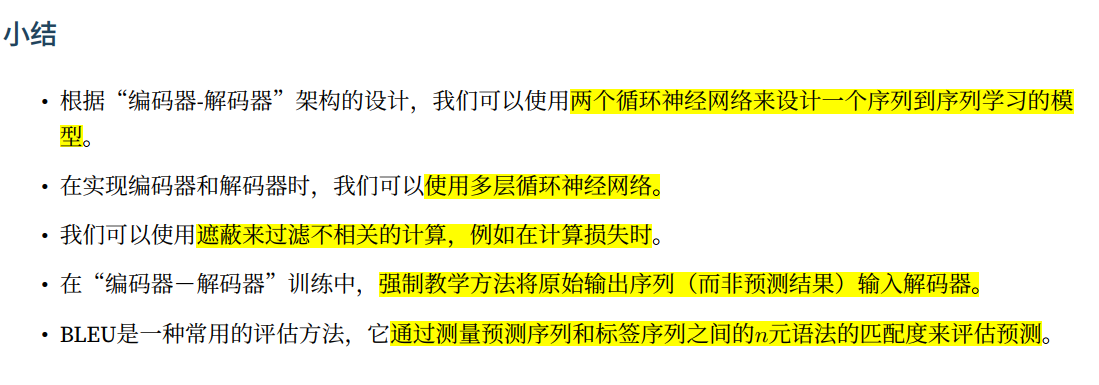 小结
• 根据“编码器-解码器”架构的设计，我们可以使用两个循环神经网络来设计一个序列到序列学习的模
型。
• 在实现编码器和解码器时，我们可以使用多层循环神经网络。
• 我们可以使用遮蔽来过滤不相关的计算，例如在计算损失时。
• 在“编码器－解码器”训练中，强制教学方法将原始输出序列（而非预测结果）输入解码器。
• BLEU是一种常用的评估方法，它通过测量预测序列和标签序列之间的n元语法的匹配度来评估预测。